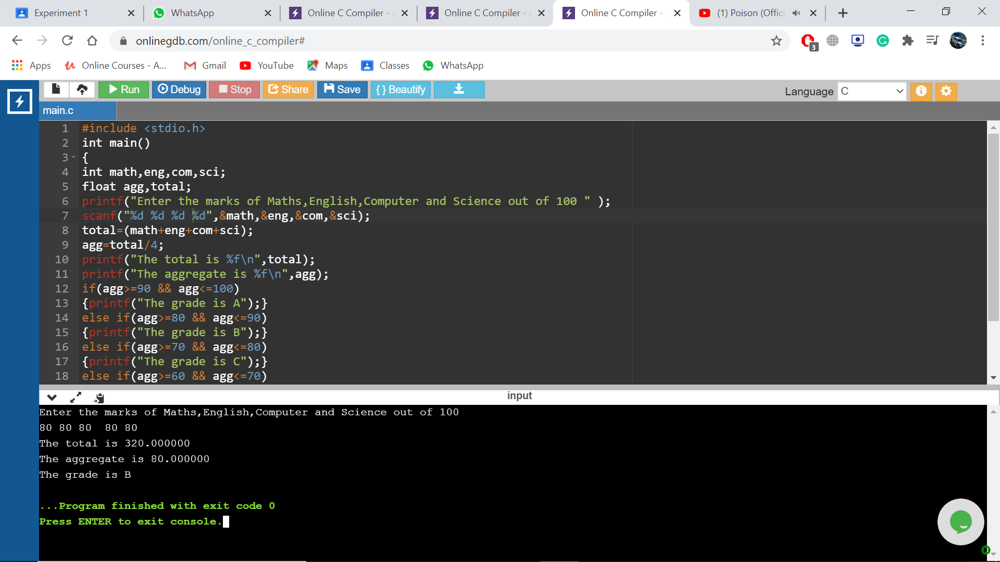 Experiment 1
WhatsApp
Online C Compiler -
Online C Compiler -
Online C Compiler -
(1) Poison (Offici
onlinegdb.com/online_c_compiler#
3
Apps
Online Courses - A...
Gmail
YouTube
Maps
Classes
WhatsApp
Run
Debug
Stop
Share
Save
{ } Beautify
Language
C
main.c
1 #include <stdio.h>
2 int main()
3 {
4 int math,eng,com,sci;
5 float agg,total;
6 printf("Enter the marks of Maths,English,Computer and Science out of 100 " );
7 scanf("%d %d %d %d",&math,&eng,&com,&sci);
8 total=(math+eng+com+sci);
9 agg=total/4;
10 printf("The total is %f\n",total);
11 printf("The aggregate is %f\n",agg);
12 if(agg>=90 && agg<=100)
13 {printf("The grade is A");}
14 else if(agg>=80 && agg<=90)
15 {printf("The grade is B");}
16 else if(agg>=70 && agg<=80)
17 {printf("The grade is C");}
18 else if(agg>=60 && agg<=70)
input
Enter the marks of Maths,English,Computer and Science out of 100
80 80 80  80 80
The total is 320.000000
The aggregate is 80.000000
The grade is B
...Program finished with exit code 0
Press ENTER to exit console.